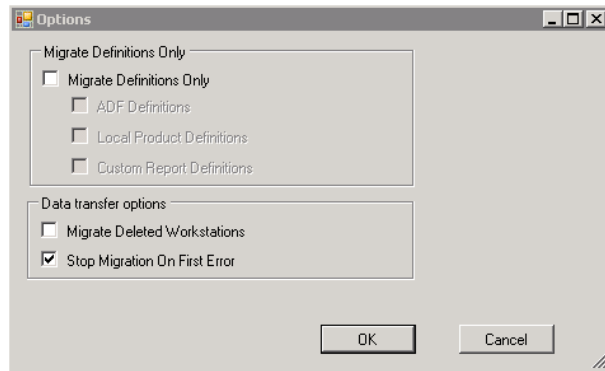 Options
Migrate Definitions Only
Migrate Definitions Only
ADF Definitions
Local Product Definitions
Custom Report Definitions
Data transfer options
Migrate Deleted Workstations
Stop Migration On First Error
OK Cancel